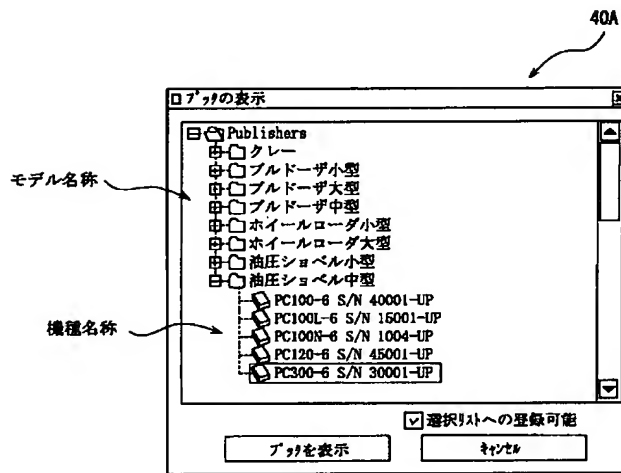 40A
ブックの表示
Publishers
クレー
ブルドーザ小型
ブルドーザ大型
ブルドーザ中型
ホイールローダ小型
ホイールローダ大型
油圧ショベル小型
油圧ショベル中型
PC100-6 S/N 40001-UP
PC100L-6 S/N 15001-UP
PC100N-6 S/N 1004-UP
PC120-6 S/N 45001-UP
PC300-6 S/N 30001-UP
モデル名称
機種名称
選択リストへの登録可能
ブックを表示
キャンセル